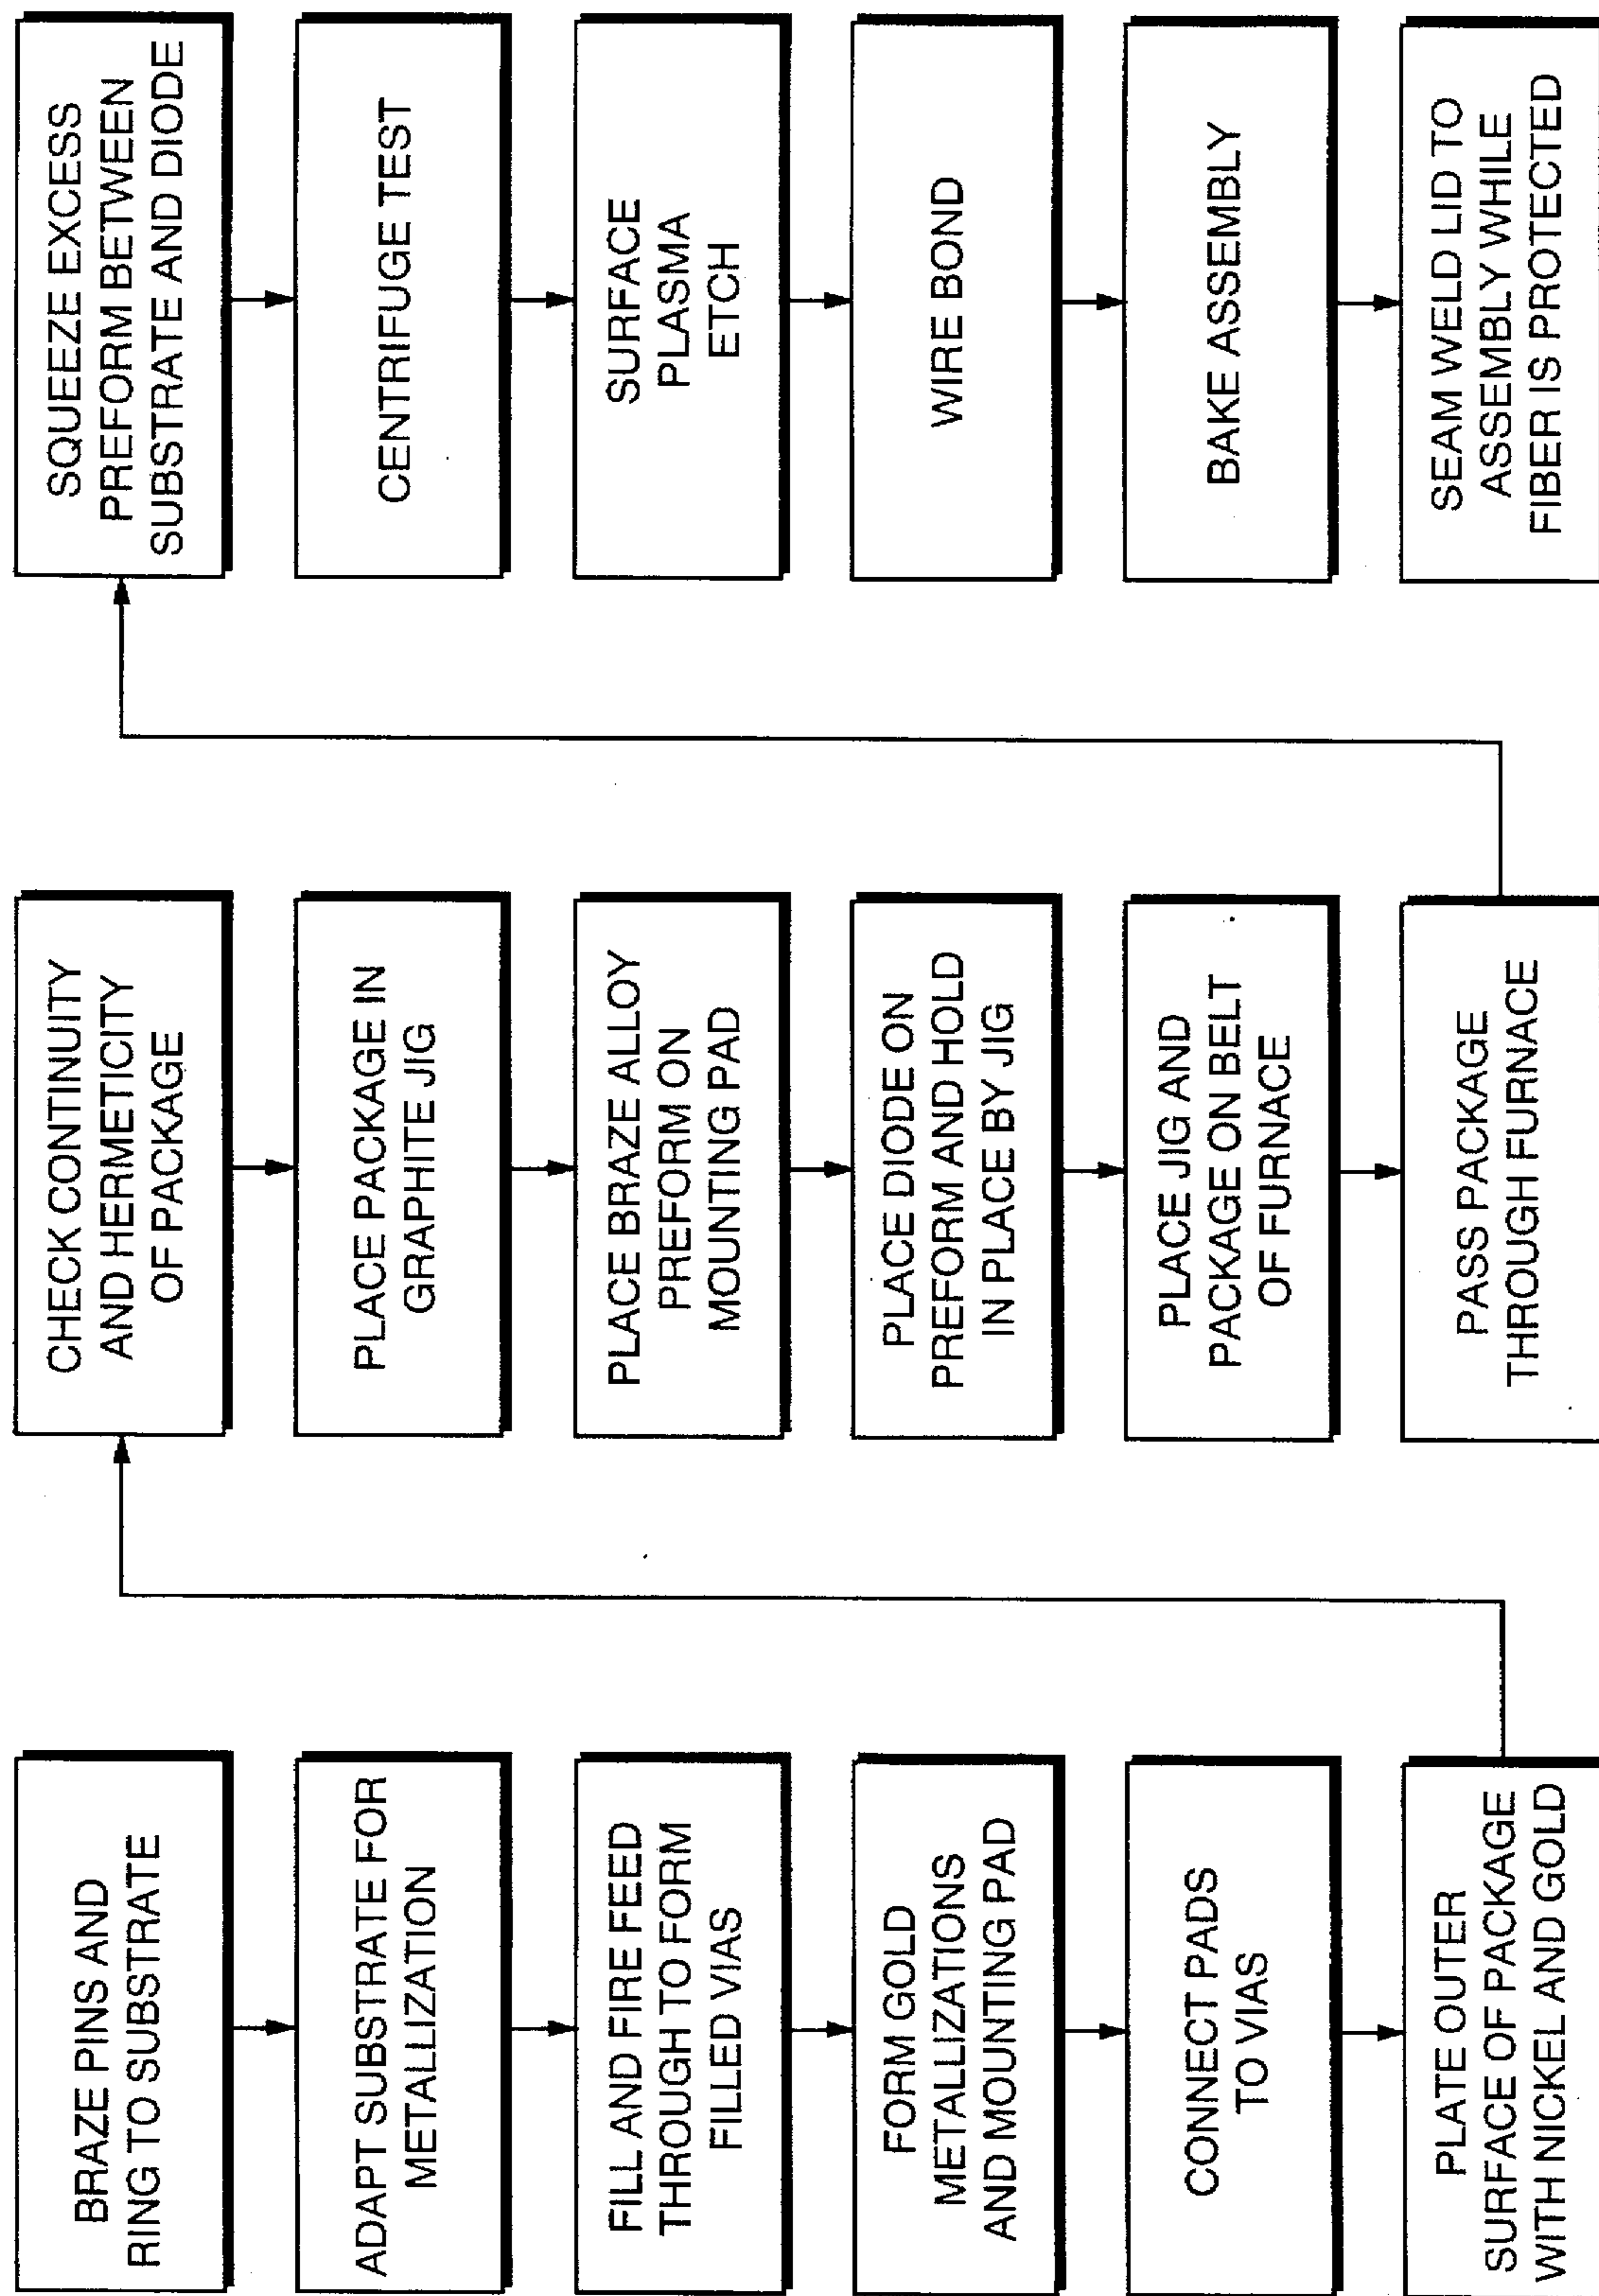 BRAZE PINS AND
RING TO SUBSTRATE
ADAPT SUBSTRATE FOR
METALLIZATION
FILL AND FIRE FEED
THROUGH TO FORM
FILLED VIAS
FORM GOLD
METALLIZATIONS
AND MOUNTING PAD
CONNECT PADS
TO VIAS
PLATE OUTER
SURFACE OF PACKAGE
WITH NICKEL AND GOLD
CHECK CONTINUITY
AND HERMETICITY
OF PACKAGE
PLACE PACKAGE IN
GRAPHITE JIG
PLACE BRAZE ALLOY
PREFORM ON
MOUNTING PAD
PLACE DIODE ON
PREFORM AND HOLD
IN PLACE BY JIG
PLACE JIG AND
PACKAGE ON BELT
OF FURNACE
PASS PACKAGE
THROUGH FURNACE
SQUEEZE EXCESS
PREFORM BETWEEN
SUBSTRATE AND DIODE
CENTRIFUGE TEST
SURFACE
PLASMA
ETCH
WIRE BOND
BAKE ASSEMBLY
SEAM WELD LID TO
ASSEMBLY WHILE
FIBER IS PROTECTED